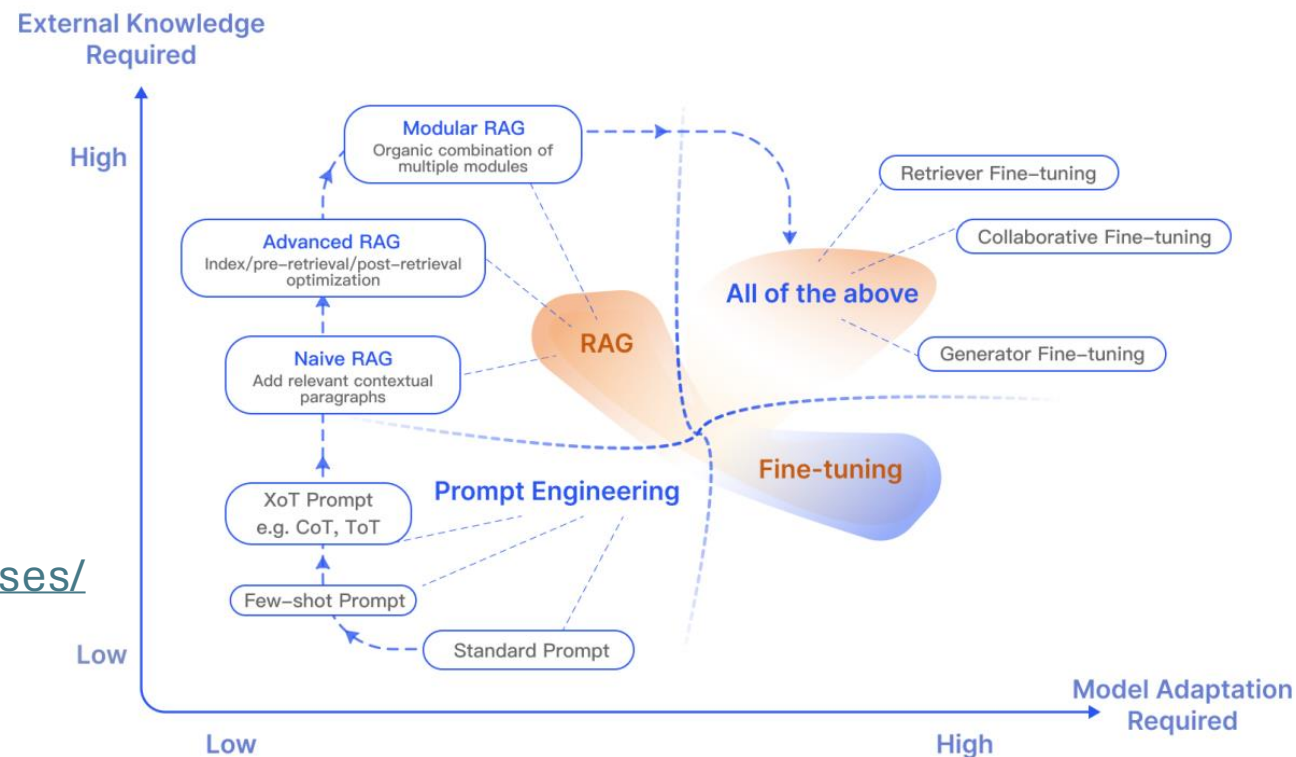 External Knowledge
Required
High
Modular RAG
Organic combination of
multiple modules
Retriever Fine-tuning
Collaborative Fine-tuning
Advanced RAG
Index/pre-retrieval/post-retrieval
optimization
All of the above
RAG
Generator Fine-tuning
Naive RAG
Add relevant contextual
paragraphs
Fine-tuning
Prompt Engineering
XoT Prompt
e.g. CoT, ToT
ses/
Few-shot Prompt
Standard Prompt
Low
Model Adaptation
Required
Low
High